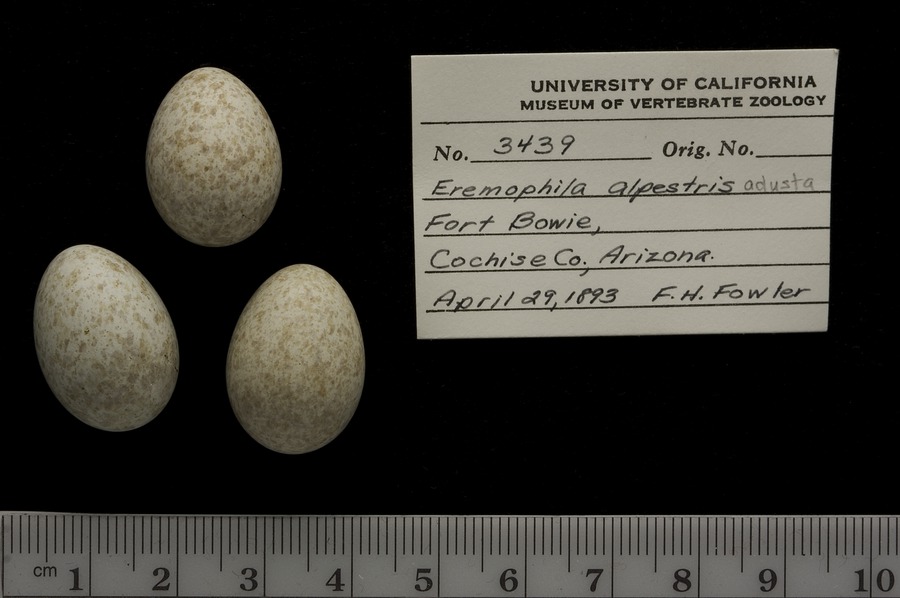 UNIVERSITY OF CALIFORNIA
MUSEUM OF VERTEBRATE ZOOLOGY
No. 3439 Orig. No.
Eremophila alpestris adusta
Fort Bowie,
Cochise Co., Arizona.
April 29, 1893 F.H. Fowler
cm 1 2 3 4 5 6 7 8 9 10